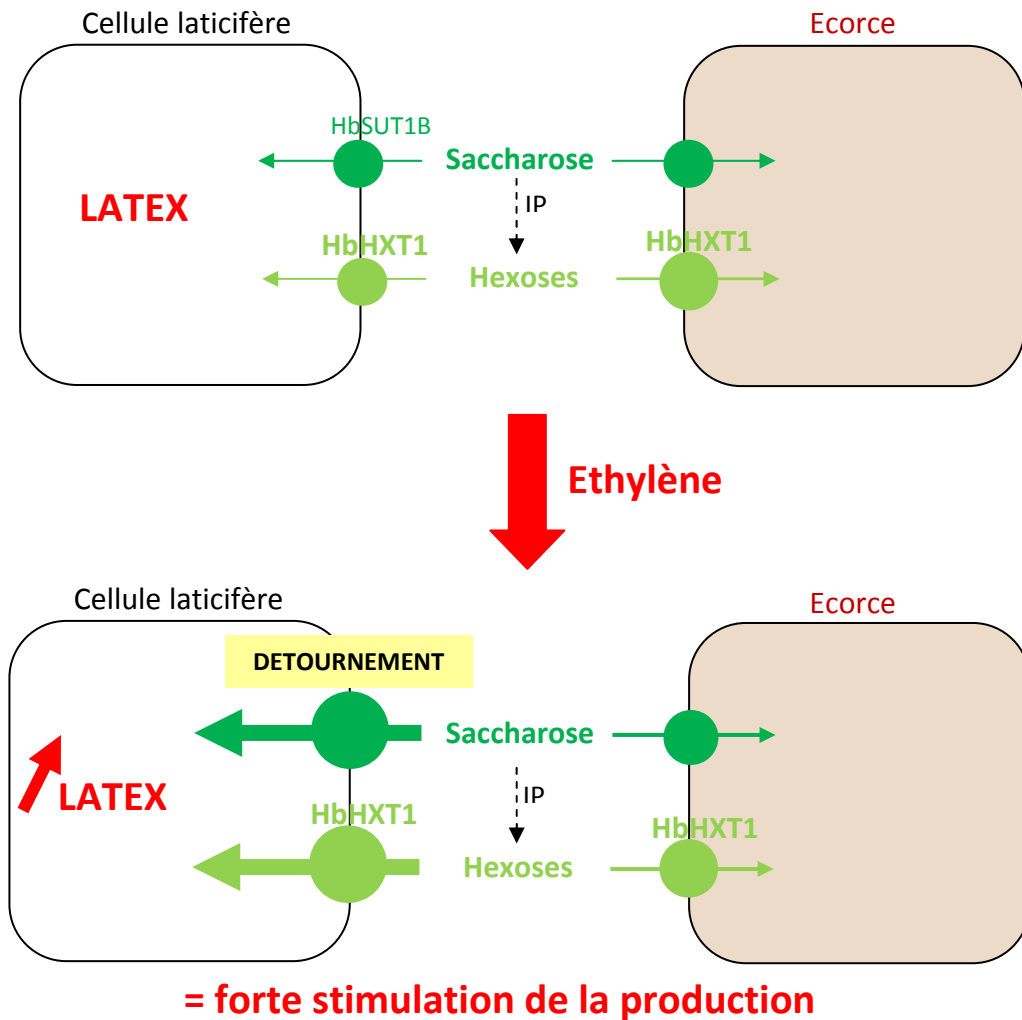 Cellule laticifère
Ecorce
HbSUT1B
Saccharose
LATEX
IP
HbHXT1
HbHXT1
Hexoses
Ethylène
Cellule laticifère
Ecorce
DETOURNEMENT
Saccharose
LATEX
IP
HbHXT1
HbHXT1
Hexoses
= forte stimulation de la production